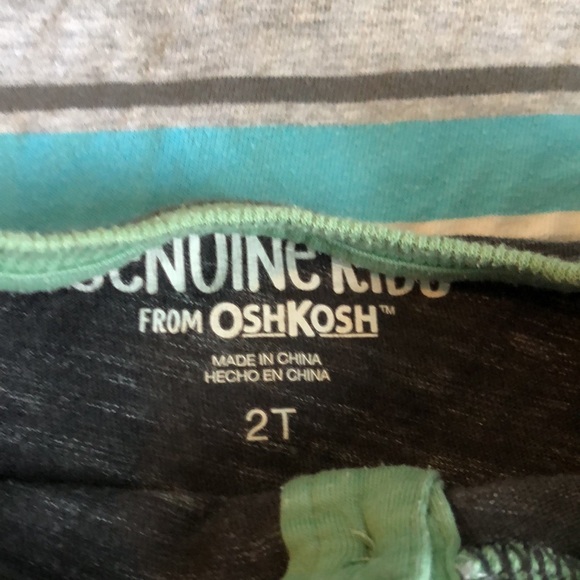 GENUINE KIDS
FROM OSHKOSH™
MADE IN CHINA
HECHO EN CHINA
2T